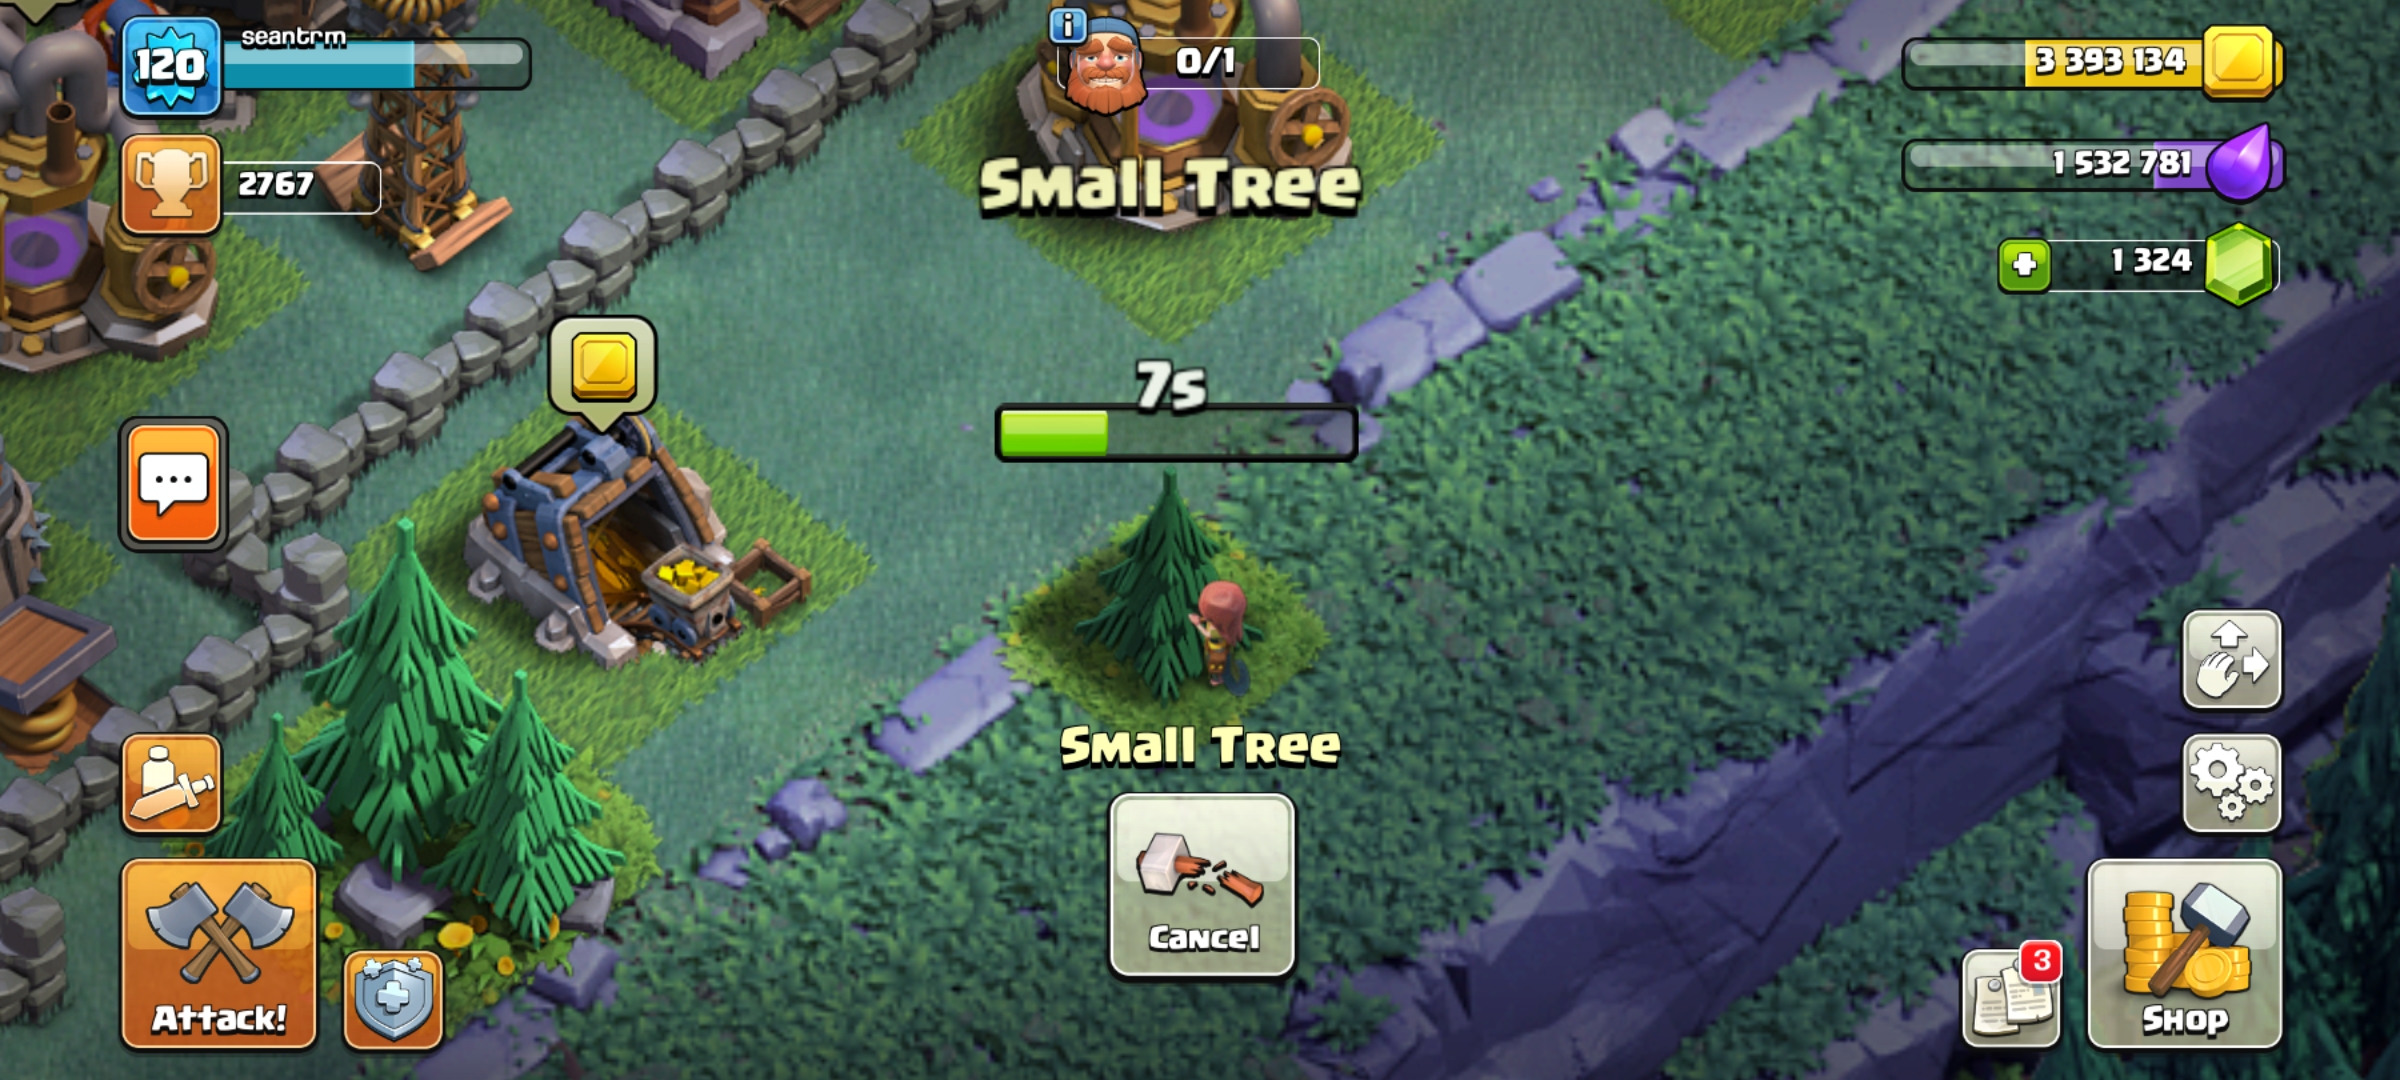 120
seantrm
0/1
3 393 134
2767
Small Tree
1 532 781
1 324
7s
Small Tree
Cancel
Attack!
3
Shop